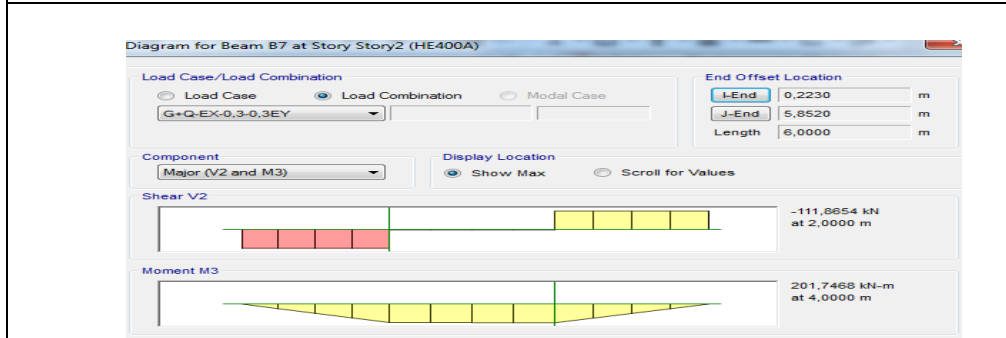 Diagram for Beam B7 at Story Story2 (HE400A)
Load Case/Load Combination
Load Case Load Combination Modal Case
G+Q-EX-0,3-0,3EY
End Offset Location
I-End 0,2230 m
J-End 5,8520 m
Length 6,0000 m
Component
Major (V2 and M3)
Display Location
Show Max Scroll for Values
Shear V2
-111,8654 kN
at 2,0000 m
Moment M3
201,7468 kN-m
at 4,0000 m